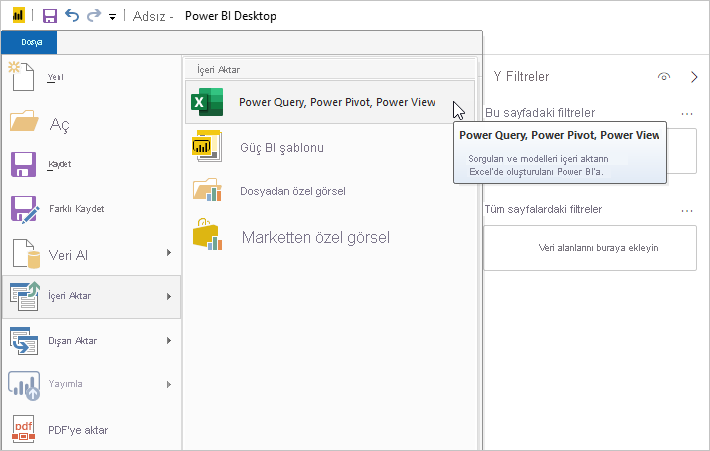 Adsız - Power BI Desktop
Dosya
Yeni
Aç
Kaydet
Farklı Kaydet
Veri Al
İçeri Aktar
Dışarı Aktar
Yayımla
pdf
PDF'ye aktar
İçeri Aktar
Power Query, Power Pivot, Power View
Güç BI şablonu
Dosyadan özel görsel
Marketten özel görsel
Y Filtreler
Bu sayfadaki filtreler
Power Query, Power Pivot, Power View
Sorguları ve modelleri içeri aktarın
Excel'de oluşturulanı Power BI'a.
Tüm sayfalardaki filtreler
Veri alanlarını buraya ekleyin